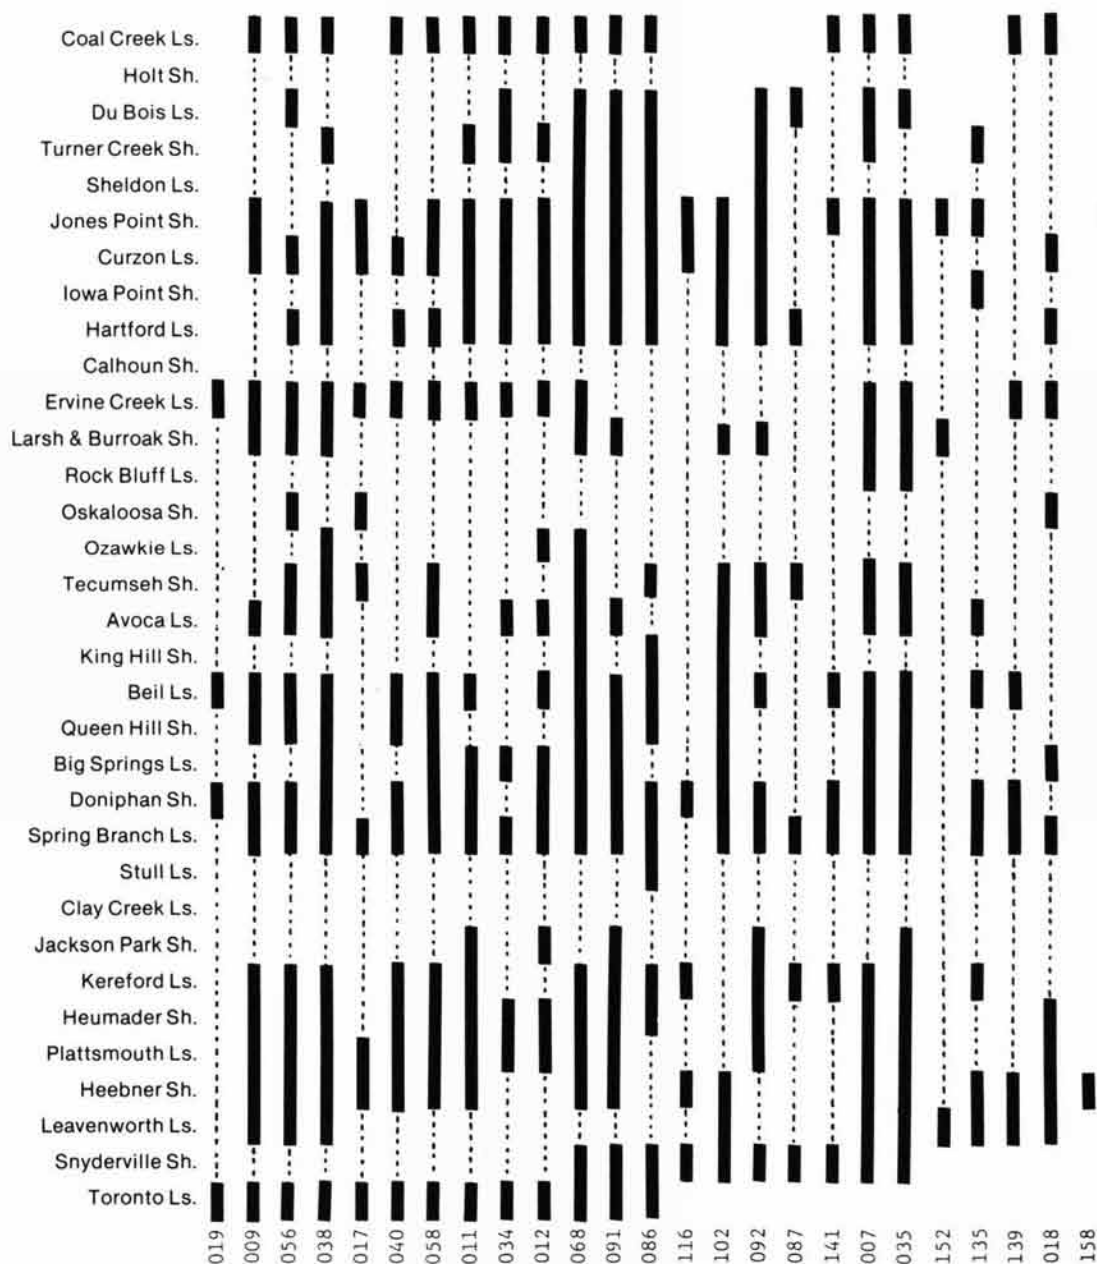 Coal Creek Ls.
Holt Sh.
Du Bois Ls.
Turner Creek Sh.
Sheldon Ls.
Jones Point Sh.
Curzon Ls.
Iowa Point Sh.
Hartford Ls.
Calhoun Sh.
Ervine Creek Ls.
Larsh & Burroak Sh.
Rock Bluff Ls.
Oskaloosa Sh.
Ozawkie Ls.
Tecumseh Sh.
Avoca Ls.
King Hill Sh.
Beil Ls.
Queen Hill Sh.
Big Springs Ls.
Doniphan Sh.
Spring Branch Ls.
Stull Ls.
Clay Creek Ls.
Jackson Park Sh.
Kereford Ls.
Heumader Sh.
Plattsmouth Ls.
Heebner Sh.
Leavenworth Ls.
Snyderville Sh.
Toronto Ls.
019 009 056 038 017 040 058 011 034 012 068 091 086 116 102 092 087 141 007 035 152 135 139 018 158